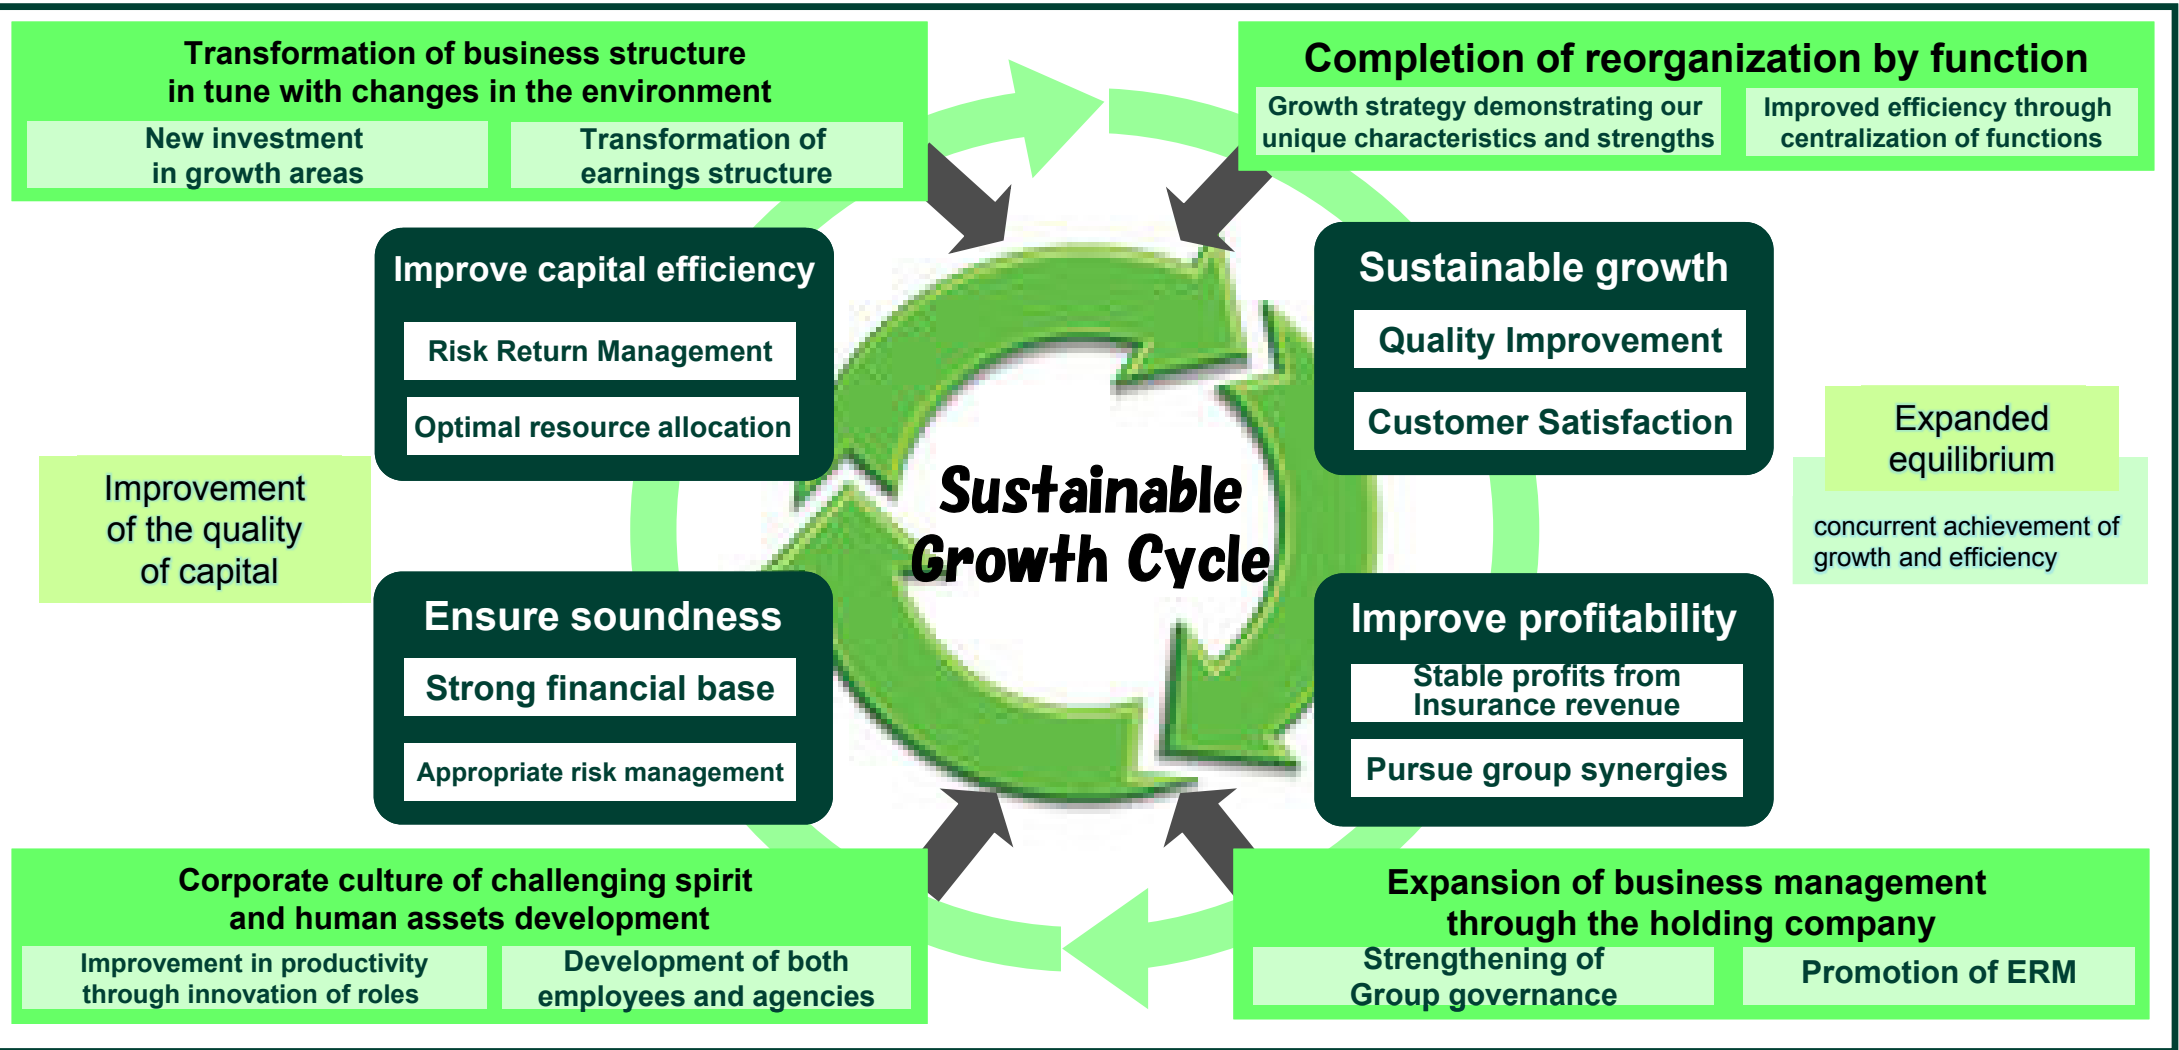 Transformation of business structure
in tune with changes in the environment
New investment
in growth areas
Transformation of
earnings structure
Completion of reorganization by function
Growth strategy demonstrating our
unique characteristics and strengths
Improved efficiency through
centralization of functions
Improve capital efficiency
Risk Return Management
Optimal resource allocation
Sustainable growth
Quality Improvement
Customer Satisfaction
Improvement
of the quality
of capital
Sustainable
Growth Cycle
Expanded
equilibrium
concurrent achievement of
growth and efficiency
Ensure soundness
Strong financial base
Appropriate risk management
Improve profitability
Stable profits from
Insurance revenue
Pursue group synergies
Corporate culture of challenging spirit
and human assets development
Improvement in productivity
through innovation of roles
Development of both
employees and agencies
Expansion of business management
through the holding company
Strengthening of
Group governance
Promotion of ERM